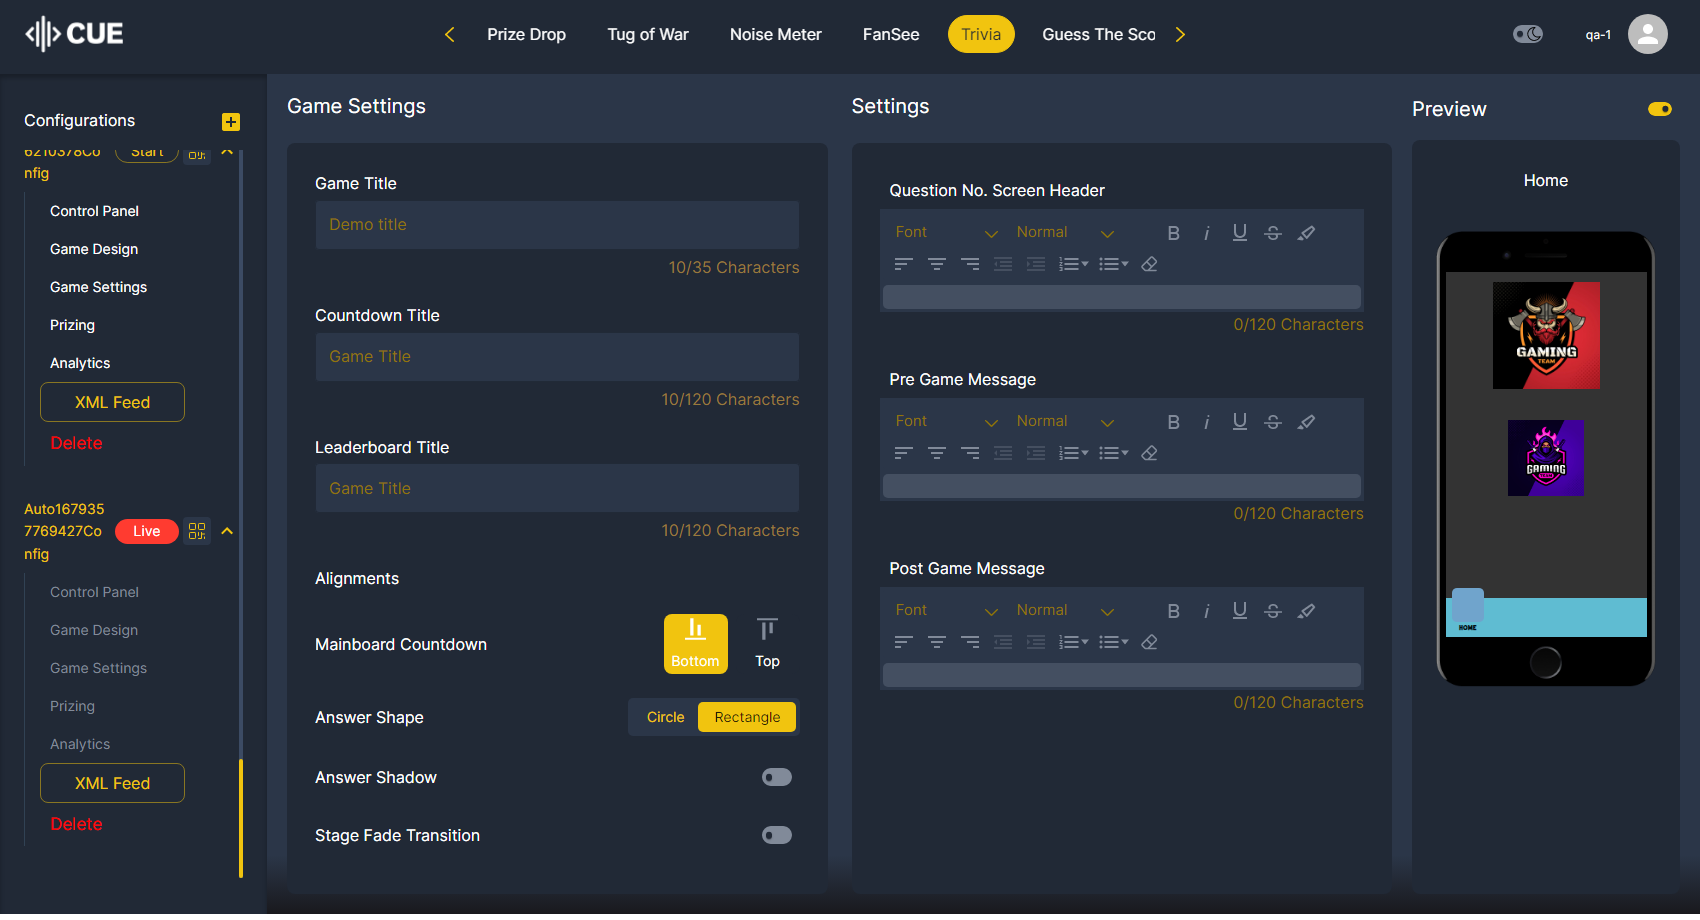 CUE
Prize Drop
Tug of War
Noise Meter
FanSee
Trivia
Guess The Sco
qa-1
Configurations
6210378Co
nfig
Start
Control Panel
Game Design
Game Settings
Prizing
Analytics
XML Feed
Delete
Auto167935
7769427Co
nfig
Live
Control Panel
Game Design
Game Settings
Prizing
Analytics
XML Feed
Delete
Game Settings
Game Title
Demo title
10/35 Characters
Countdown Title
Game Title
10/120 Characters
Leaderboard Title
Game Title
10/120 Characters
Alignments
Mainboard Countdown
Bottom
Top
Answer Shape
Circle
Rectangle
Answer Shadow
Stage Fade Transition
Settings
Question No. Screen Header
Font
Normal
B i U S
0/120 Characters
Pre Game Message
Font
Normal
B i U S
0/120 Characters
Post Game Message
Font
Normal
B i U S
0/120 Characters
Preview
Home
GAMING
TEAM
GAMING
HOME